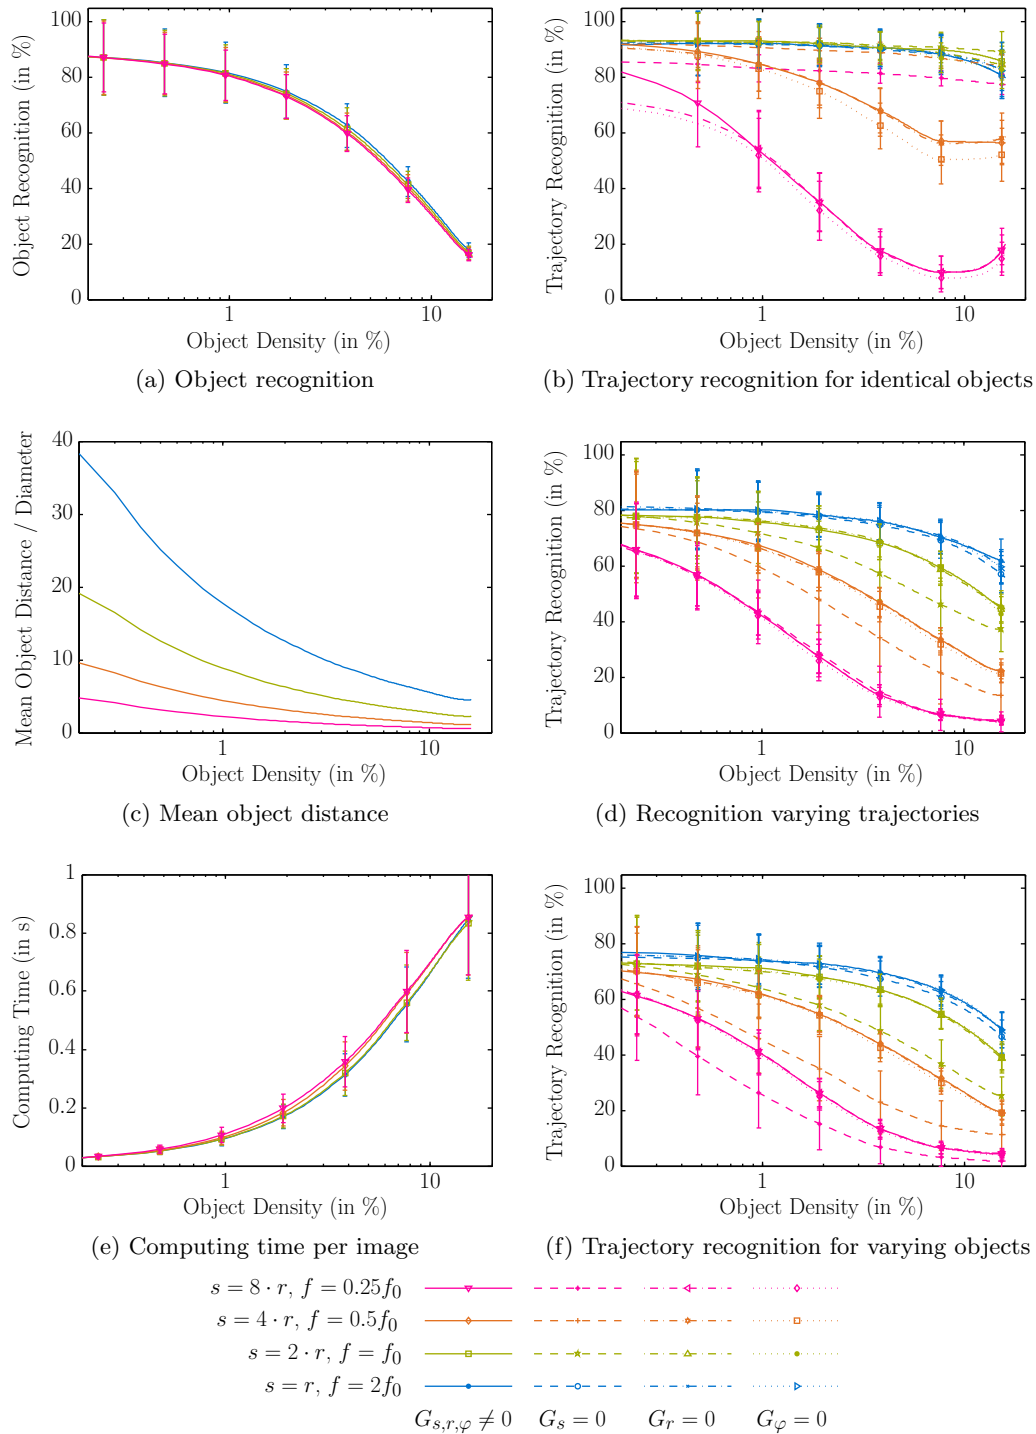 100
80
60
40
20
0
1
10
Object Recognition (in %)
Object Density (in %)
(a) Object recognition
100
80
60
40
20
0
1
10
Trajectory Recognition (in %)
Object Density (in %)
(b) Trajectory recognition for identical objects
40
30
20
10
0
1
10
Mean Object Distance / Diameter
Object Density (in %)
(c) Mean object distance
100
80
60
40
20
0
1
10
Trajectory Recognition (in %)
Object Density (in %)
(d) Recognition varying trajectories
1
0.8
0.6
0.4
0.2
0
1
10
Computing Time (in s)
Object Density (in %)
(e) Computing time per image
100
80
60
40
20
0
1
10
Trajectory Recognition (in %)
Object Density (in %)
(f) Trajectory recognition for varying objects
s = 8 · r, f = 0.25f₀
s = 4 · r, f = 0.5f₀
s = 2 · r, f = f₀
s = r, f = 2f₀
G_{s,r,φ} ≠ 0 G_s = 0 G_r = 0 G_φ = 0